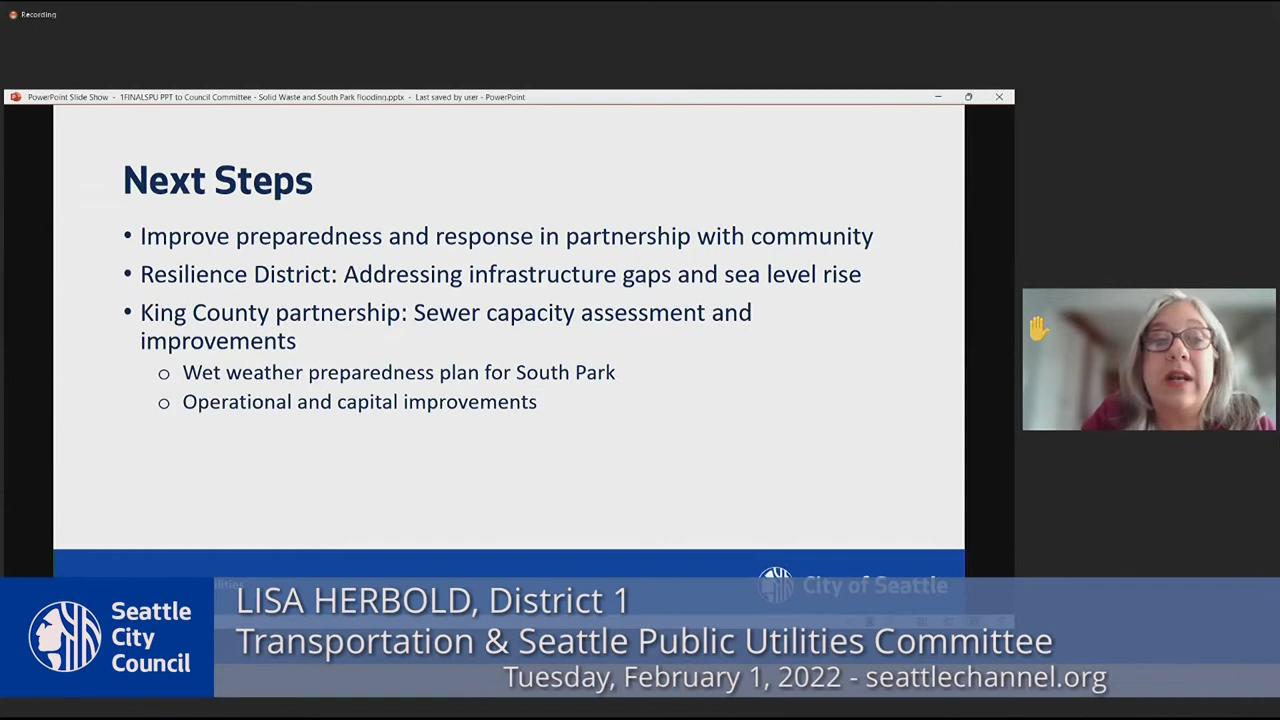 Recording
PowerPoint Slide Show - 1FINALSPU PPT to Council Committee - Solid Waste and South Park flooding.pptx - Last saved by user - PowerPoint
Next Steps
• Improve preparedness and response in partnership with community
• Resilience District: Addressing infrastructure gaps and sea level rise
• King County partnership: Sewer capacity assessment and
improvements
o Wet weather preparedness plan for South Park
o Operational and capital improvements
City of Seattle
Seattle
City
Council
LISA HERBOLD, District 1
Transportation & Seattle Public Utilities Committee
Tuesday, February 1, 2022 - seattlechannel.org